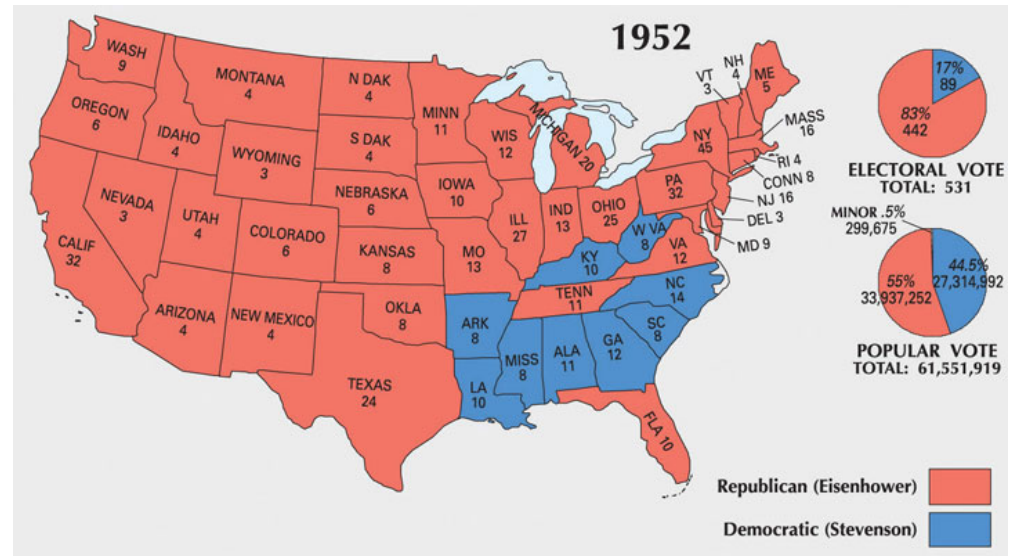 1952
WASH
9
MONTANA
4
N DAK
4
MINN
11
OREGON
6
IDAHO
4
WYOMING
3
S DAK
4
WIS
12
MICHIGAN 20
VT
3
NH
4
ME
5
MASS
16
NY
45
RI 4
CONN 8
NJ 16
DEL 3
MD 9
PA
32
NEVADA
3
UTAH
4
COLORADO
6
NEBRASKA
6
IOWA
10
ILL
27
IND
13
OHIO
25
W VA
8
VA
12
CALIF
32
KANSAS
8
MO
13
KY
10
NC
14
TENN
11
ARIZONA
4
NEW MEXICO
4
OKLA
8
ARK
8
SC
8
MISS
8
ALA
11
GA
12
TEXAS
24
LA
10
FLA 10
17%
89
83%
442
ELECTORAL VOTE
TOTAL: 531
MINOR .5%
299,675
44.5%
27,314,992
55%
33,937,252
POPULAR VOTE
TOTAL: 61,551,919
Republican (Eisenhower)
Democratic (Stevenson)